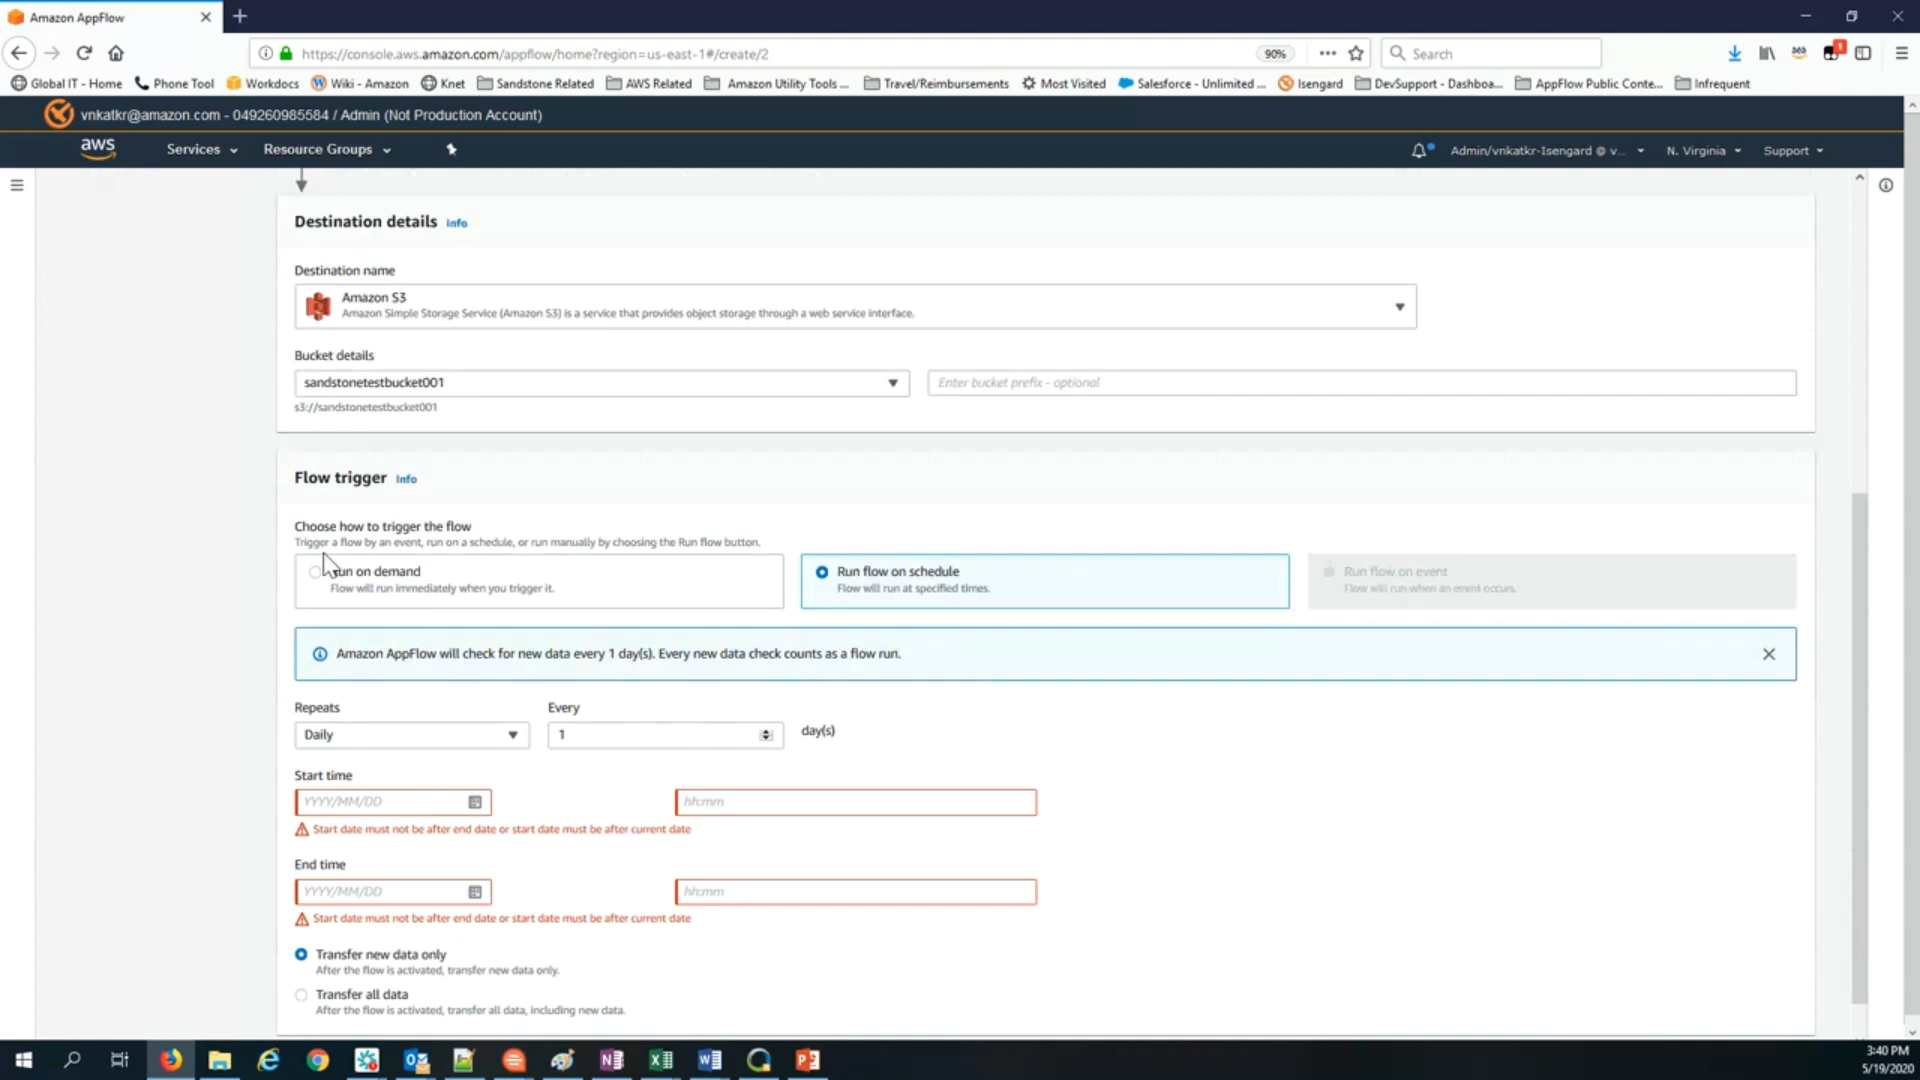 Amazon AppFlow
https://console.aws.amazon.com/appflow/home?region=us-east-1#/create/2
90%
Search
Global IT - Home
Phone Tool
Workdocs
Wiki - Amazon
Knet
Sandstone Related
AWS Related
Amazon Utility Tools ...
Travel/Reimbursements
Most Visited
Salesforce - Unlimited ...
Isengard
DevSupport - Dashboa...
AppFlow Public Conte...
Infrequent
vnkatkr@amazon.com - 049260985584 / Admin (Not Production Account)
aws
Services
Resource Groups
Admin/vnkatkr-Isengard @ v...
N. Virginia
Support
Destination details Info
Destination name
Amazon S3
Amazon Simple Storage Service (Amazon S3) is a service that provides object storage through a web service interface.
Bucket details
sandstonetestbucket001
Enter bucket prefix - optional
s3://sandstonetestbucket001
Flow trigger Info
Choose how to trigger the flow
Trigger a flow by an event, run on a schedule, or run manually by choosing the Run flow button.
Run on demand
Flow will run immediately when you trigger it.
Run flow on schedule
Flow will run at specified times.
Run flow on event
Flow will run when an event occurs.
Amazon AppFlow will check for new data every 1 day(s). Every new data check counts as a flow run.
Repeats
Every
Daily
1
day(s)
Start time
YYYY/MM/DD
hh:mm
Start date must not be after end date or start date must be after current date
End time
YYYY/MM/DD
hh:mm
Start date must not be after end date or start date must be after current date
Transfer new data only
After the flow is activated, transfer new data only.
Transfer all data
After the flow is activated, transfer all data, including new data.
3:40 PM
5/19/2020